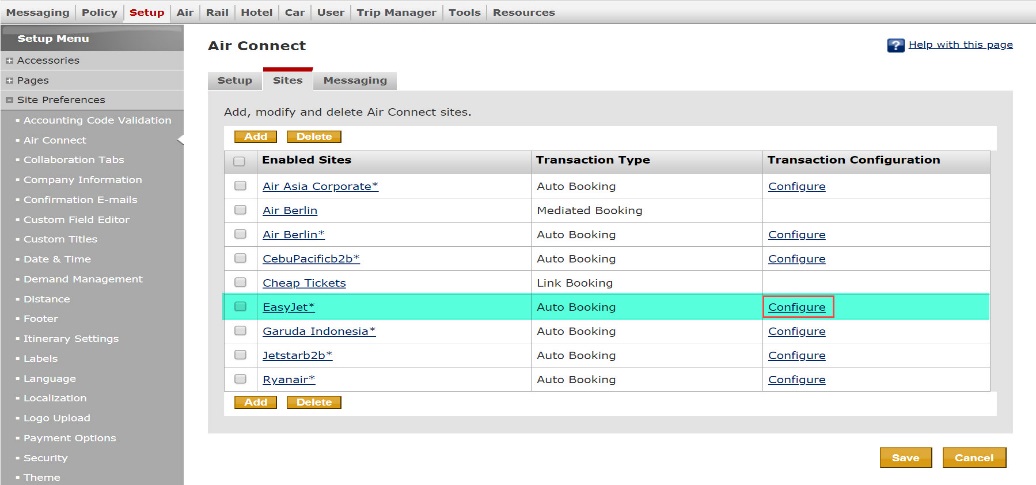 Messaging Policy Setup Air Rail Hotel Car User Trip Manager Tools Resources
Setup Menu
Accessories
Pages
Site Preferences
Accounting Code Validation
Air Connect
Collaboration Tabs
Company Information
Confirmation E-mails
Custom Field Editor
Custom Titles
Date & Time
Demand Management
Distance
Footer
Itinerary Settings
Labels
Language
Localization
Logo Upload
Payment Options
Security
Theme
Air Connect
? Help with this page
Setup Sites Messaging
Add, modify and delete Air Connect sites.
Add Delete
Enabled Sites Transaction Type Transaction Configuration
Air Asia Corporate* Auto Booking Configure
Air Berlin Mediated Booking
Air Berlin* Auto Booking Configure
CebuPacificb2b* Auto Booking Configure
Cheap Tickets Link Booking
EasyJet* Auto Booking Configure
Garuda Indonesia* Auto Booking Configure
Jetstarb2b* Auto Booking Configure
Ryanair* Auto Booking Configure
Add Delete
Save Cancel